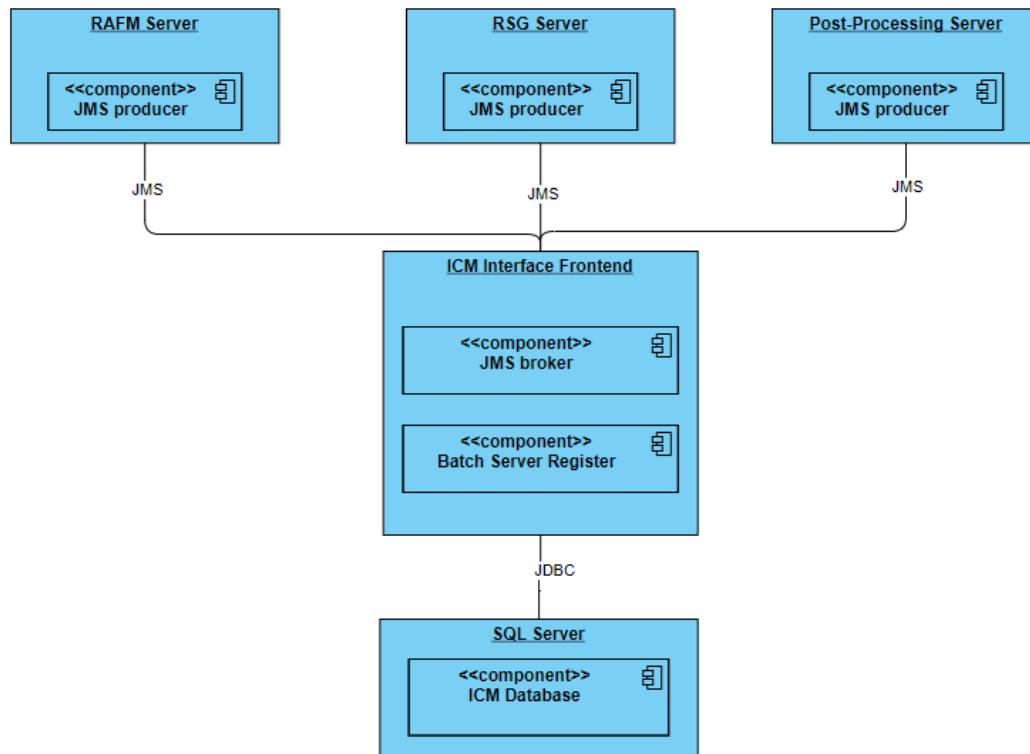 RAFM Server
<<component>>
JMS producer
RSG Server
<<component>>
JMS producer
Post-Processing Server
<<component>>
JMS producer
JMS
JMS
JMS
ICM Interface Frontend
<<component>>
JMS broker
<<component>>
Batch Server Register
JDBC
SQL Server
<<component>>
ICM Database